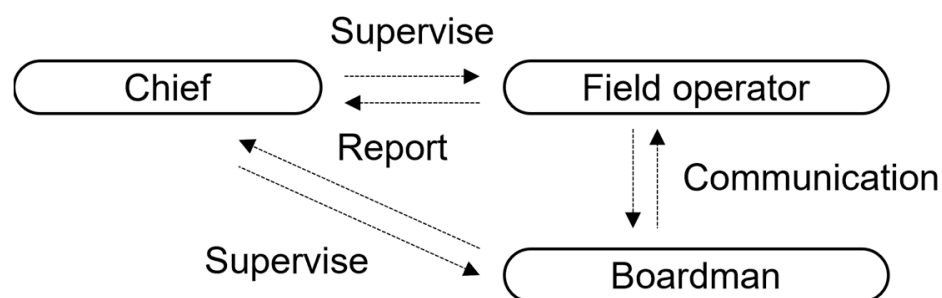 Supervise
Chief
Field operator
Report
Communication
Supervise
Boardman